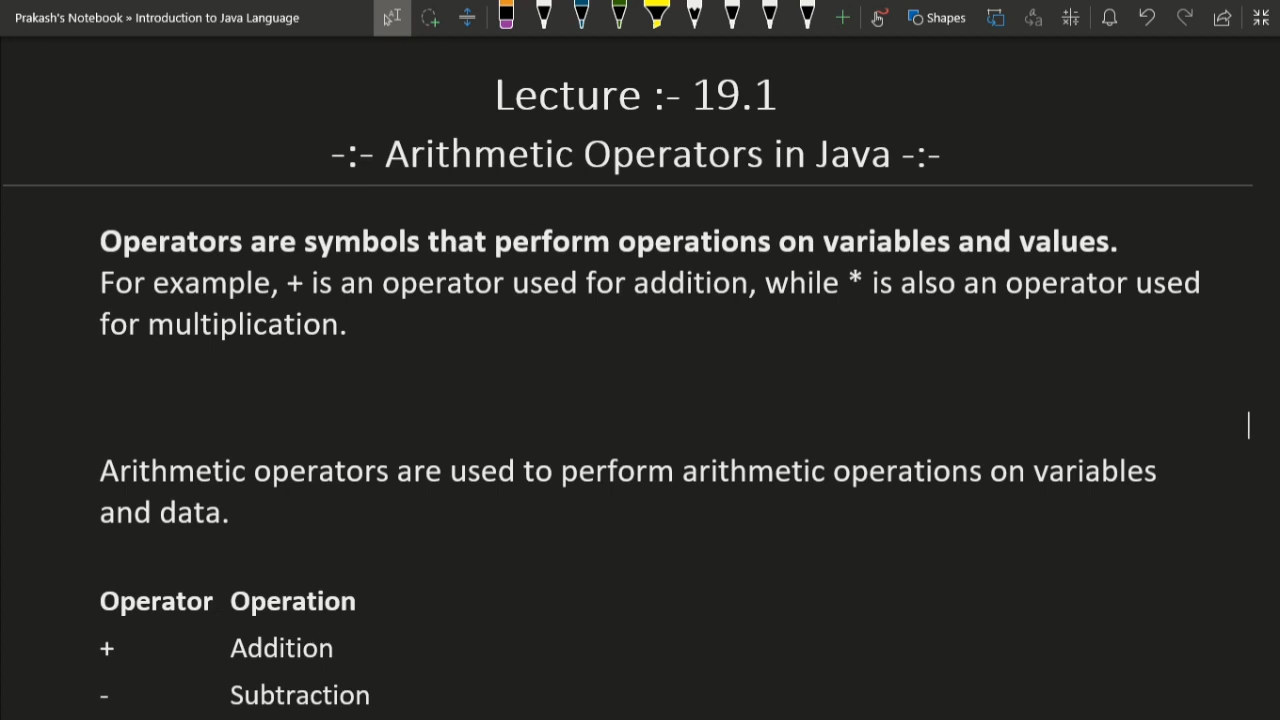 Prakash's Notebook » Introduction to Java Language
Shapes
Lecture :- 19.1
-:- Arithmetic Operators in Java -:-
Operators are symbols that perform operations on variables and values.
For example, + is an operator used for addition, while * is also an operator used
for multiplication.
Arithmetic operators are used to perform arithmetic operations on variables
and data.
Operator Operation
+ Addition
- Subtraction